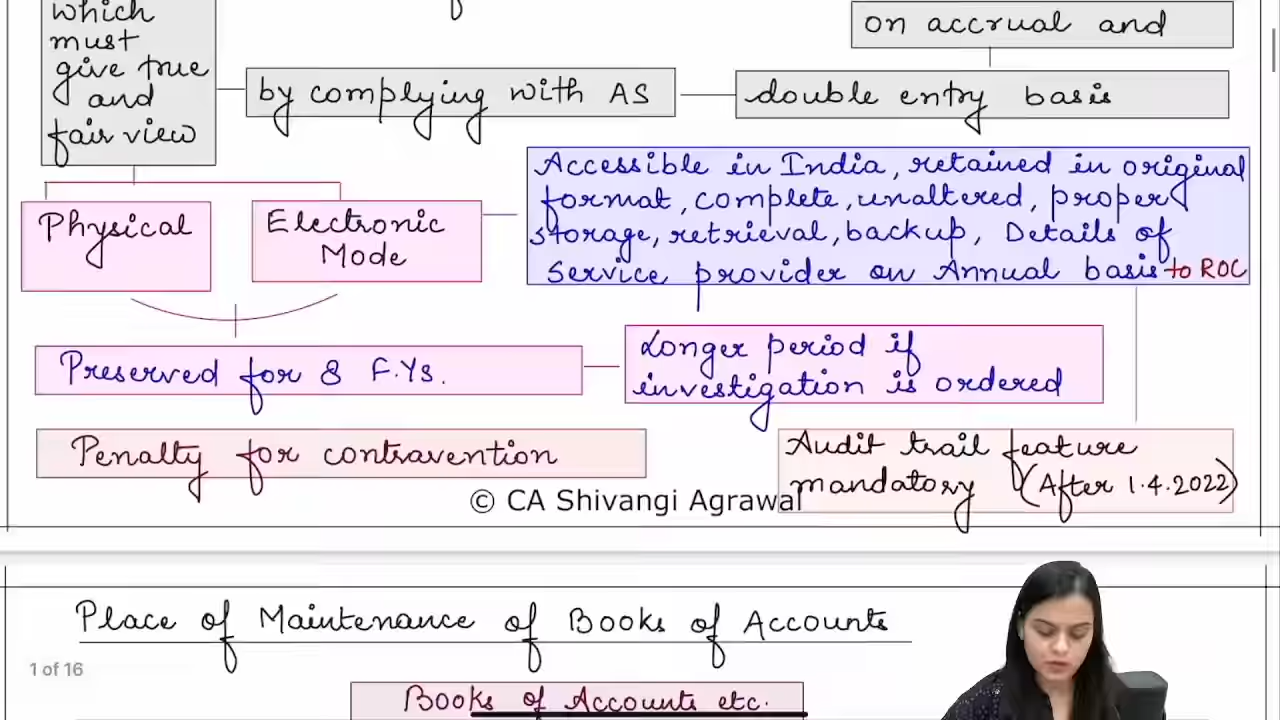 which
must
give true
and
fair view
by complying with AS
on accrual and
double entry basis
Physical
Electronic
Mode
Accessible in India, retained in original
format, complete, unaltered, proper
storage, retrieval, backup, Details of
Service provider on Annual basis to ROC
Preserved for 8 F.Ys.
Longer period if
investigation is ordered
Penalty for contravention
Audit trail feature
mandatory (After 1.4.2022)
© CA Shivangi Agrawal
Place of Maintenance of Books of Accounts
1 of 16
Books of Accounts etc.